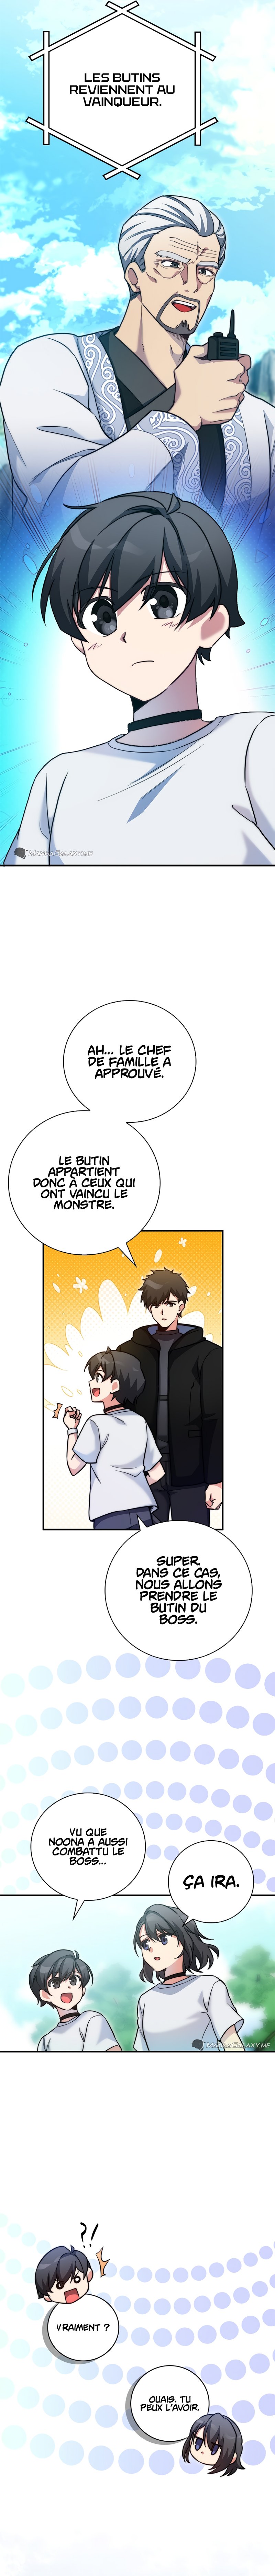 LES BUTINS
REVIENNENT AU
VAINQUEUR.
AH... LE CHEF
DE FAMILLE A
APPROUVÉ.
LE BUTIN
APPARTIENT
DONC À CEUX QUI
ONT VAINCU LE
MONSTRE.
SUPER.
DANS CE CAS,
NOUS ALLONS
PRENDRE LE
BUTIN DU
BOSS.
VU QUE
NOONA A AUSSI
COMBATTU LE
BOSS...
ÇA IRA.
?!
VRAIMENT ?
OUAIS. TU
PEUX L'AVOIR.